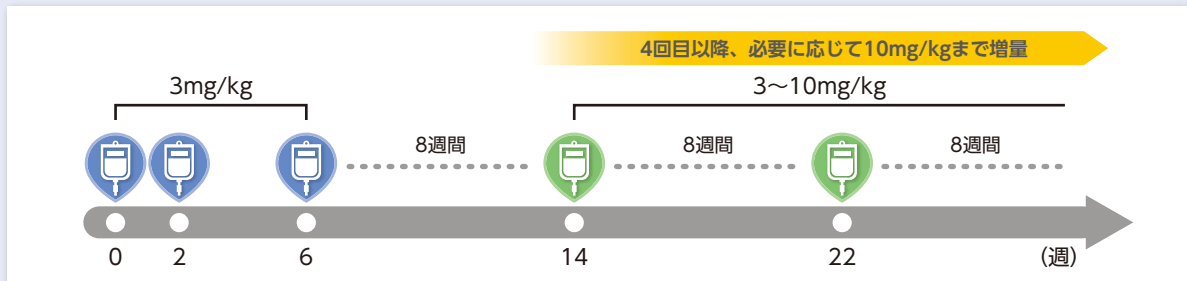 4回目以降、必要に応じて10mg/kgまで増量
3mg/kg
3〜10mg/kg
8週間
8週間
8週間
0
2
6
14
22
(週)